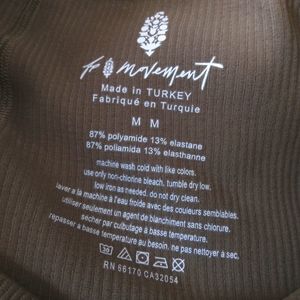 movement
Made in TURKEY
Fabriqué en Turquie
M M
87% polyamide 13% elastane
87% poliamida 13% elasthanne
machine wash cold with like colors.
use only non-chlorine bleach. tumble dry low.
low iron as needed. do not dry clean.
laver a la machine a l'eau froide avec des couleurs semblables.
utiliser seulement un agent de blanchiment sans chlorure.
sécher par culbutage à basse température.
repasser a basse température au besoin. ne pas nettoyer à sec.
RN 96170 CA32054